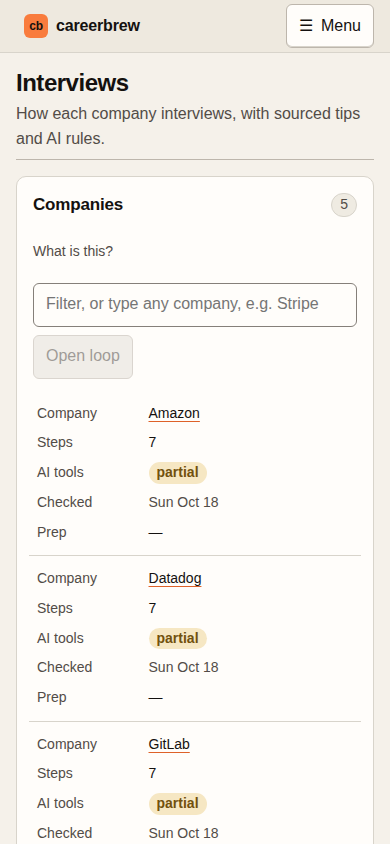 cb careerbrew ☰ Menu
Interviews
How each company interviews, with sourced tips
and AI rules.
Companies 5
What is this?
Filter, or type any company, e.g. Stripe
Open loop
Company Amazon
Steps 7
AI tools partial
Checked Sun Oct 18
Prep —
Company Datadog
Steps 7
AI tools partial
Checked Sun Oct 18
Prep —
Company GitLab
Steps 7
AI tools partial
Checked Sun Oct 18